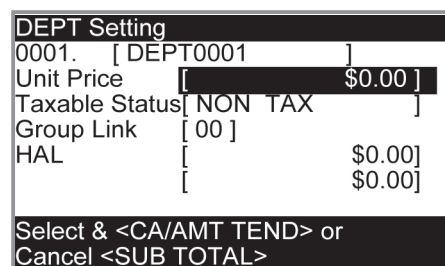 DEPT Setting
0001. [ DEPT0001 ]
Unit Price [ $0.00 ]
Taxable Status[ NON TAX ]
Group Link [ 00 ]
HAL [ $0.00]
[ $0.00]
Select & <CA/AMT TEND> or
Cancel <SUB TOTAL>